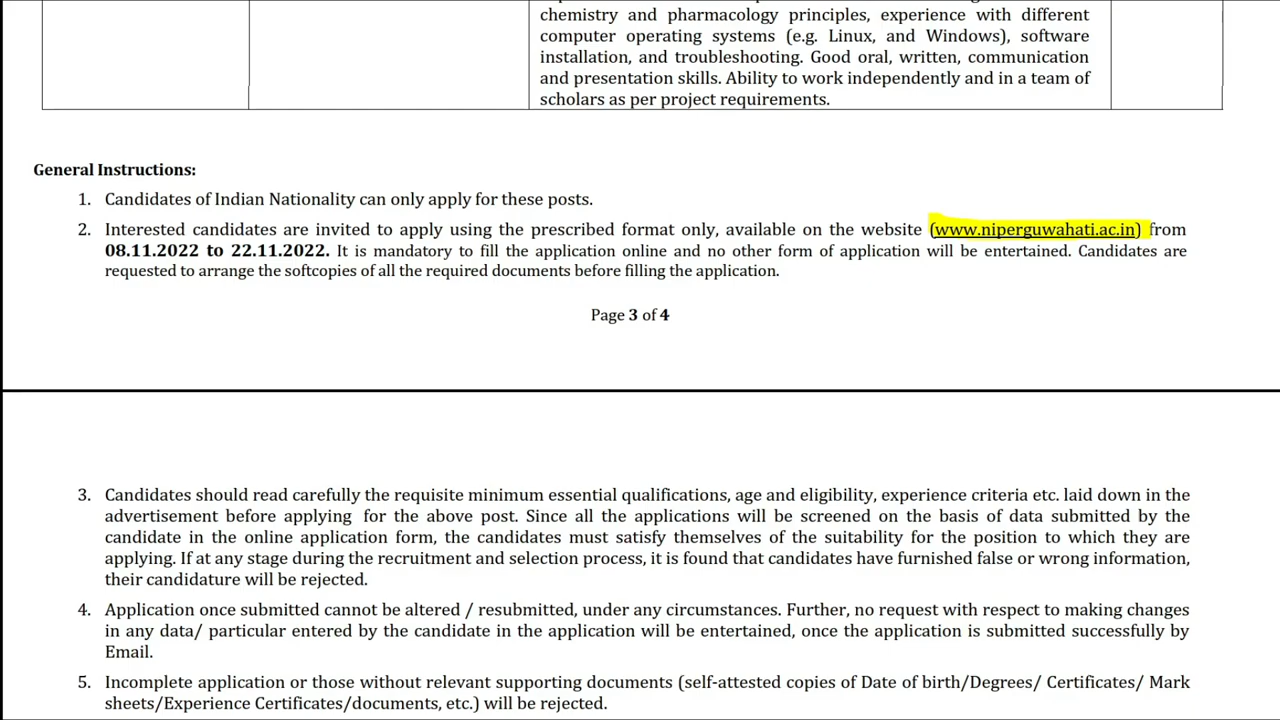 chemistry and pharmacology principles, experience with different
computer operating systems (e.g. Linux, and Windows), software
installation, and troubleshooting. Good oral, written, communication
and presentation skills. Ability to work independently and in a team of
scholars as per project requirements.
General Instructions:
1. Candidates of Indian Nationality can only apply for these posts.
2. Interested candidates are invited to apply using the prescribed format only, available on the website (www.niperguwahati.ac.in) from
08.11.2022 to 22.11.2022. It is mandatory to fill the application online and no other form of application will be entertained. Candidates are
requested to arrange the softcopies of all the required documents before filling the application.
Page 3 of 4
3. Candidates should read carefully the requisite minimum essential qualifications, age and eligibility, experience criteria etc. laid down in the
advertisement before applying for the above post. Since all the applications will be screened on the basis of data submitted by the
candidate in the online application form, the candidates must satisfy themselves of the suitability for the position to which they are
applying. If at any stage during the recruitment and selection process, it is found that candidates have furnished false or wrong information,
their candidature will be rejected.
4. Application once submitted cannot be altered / resubmitted, under any circumstances. Further, no request with respect to making changes
in any data/ particular entered by the candidate in the application will be entertained, once the application is submitted successfully by
Email.
5. Incomplete application or those without relevant supporting documents (self-attested copies of Date of birth/Degrees/ Certificates/ Mark
sheets/Experience Certificates/documents, etc.) will be rejected.